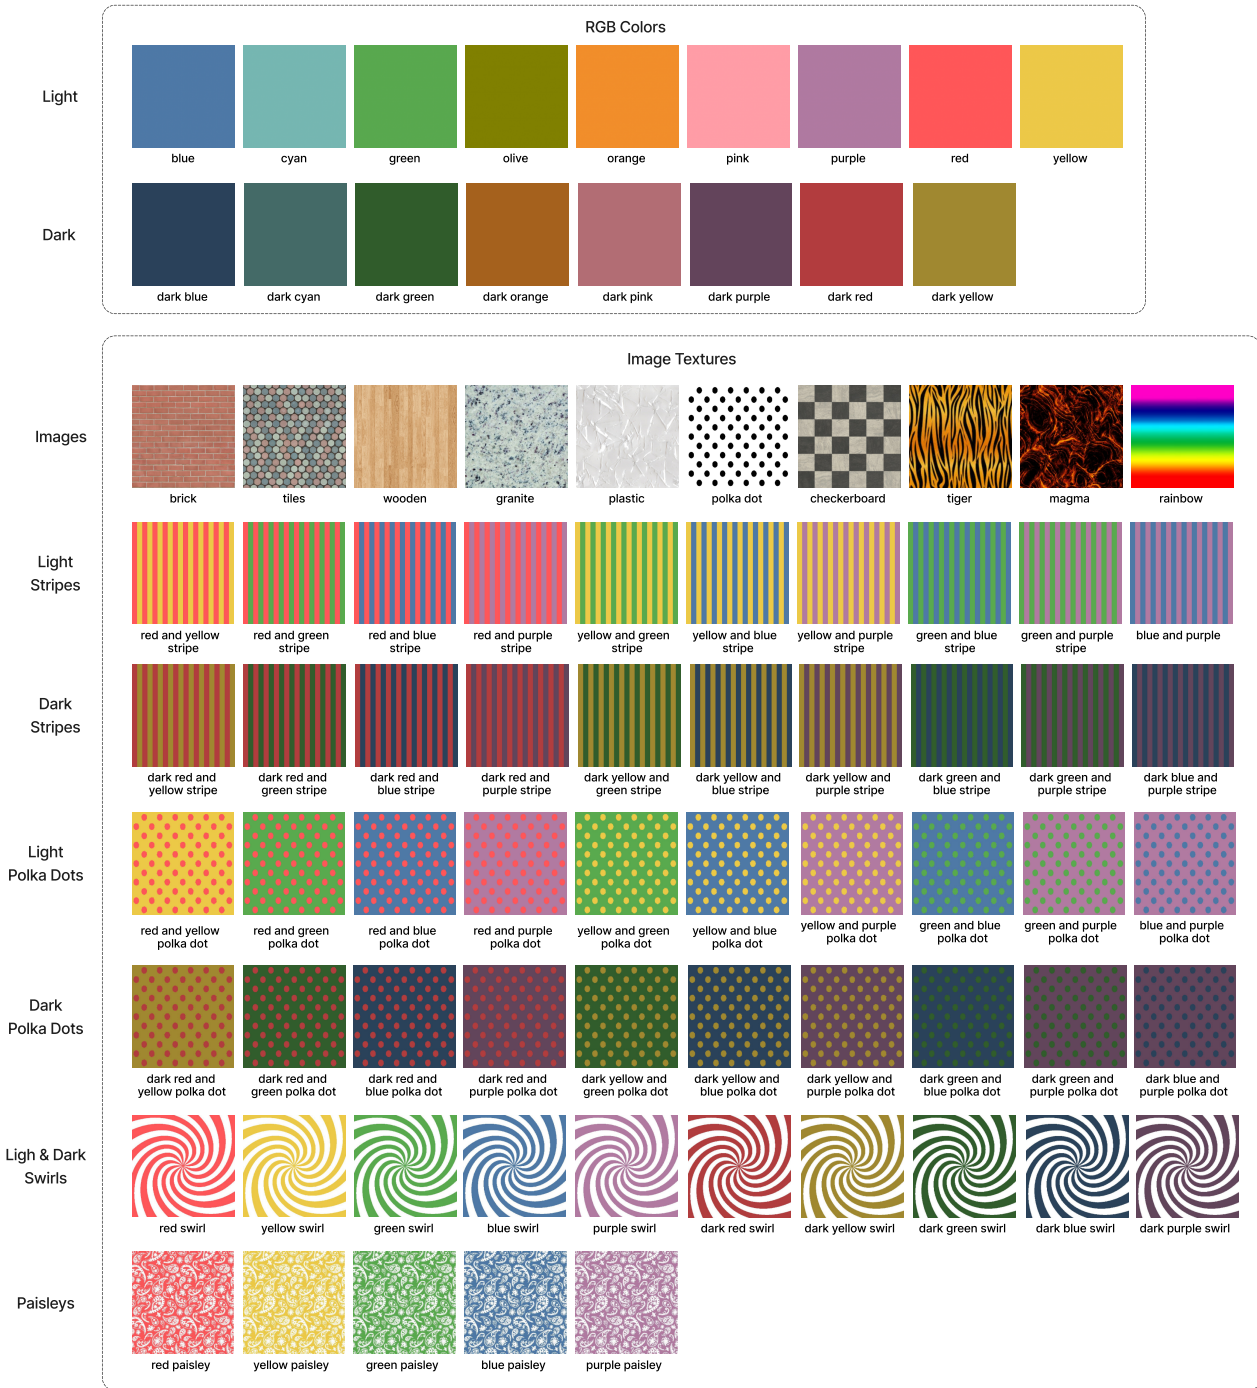 RGB Colors
Light
blue cyan green olive orange pink purple red yellow
Dark
dark blue dark cyan dark green dark orange dark pink dark purple dark red dark yellow
Image Textures
Images
brick tiles wooden granite plastic polka dot checkerboard tiger magma rainbow
Light
Stripes
red and yellow
stripe
red and green
stripe
red and blue
stripe
red and purple
stripe
yellow and green
stripe
yellow and blue
stripe
yellow and purple
stripe
green and blue
stripe
green and purple
stripe
blue and purple
Dark
Stripes
dark red and
yellow stripe
dark red and
green stripe
dark red and
blue stripe
dark red and
purple stripe
dark yellow and
green stripe
dark yellow and
blue stripe
dark yellow and
purple stripe
dark green and
blue stripe
dark green and
purple stripe
dark blue and
purple stripe
Light
Polka Dots
red and yellow
polka dot
red and green
polka dot
red and blue
polka dot
red and purple
polka dot
yellow and green
polka dot
yellow and blue
polka dot
yellow and purple
polka dot
green and blue
polka dot
green and purple
polka dot
blue and purple
polka dot
Dark
Polka Dots
dark red and
yellow polka dot
dark red and
green polka dot
dark red and
blue polka dot
dark red and
purple polka dot
dark yellow and
green polka dot
dark yellow and
blue polka dot
dark yellow and
purple polka dot
dark green and
blue polka dot
dark green and
purple polka dot
dark blue and
purple polka dot
Ligh & Dark
Swirls
red swirl yellow swirl green swirl blue swirl purple swirl dark red swirl dark yellow swirl dark green swirl dark blue swirl dark purple swirl
Paisleys
red paisley yellow paisley green paisley blue paisley purple paisley